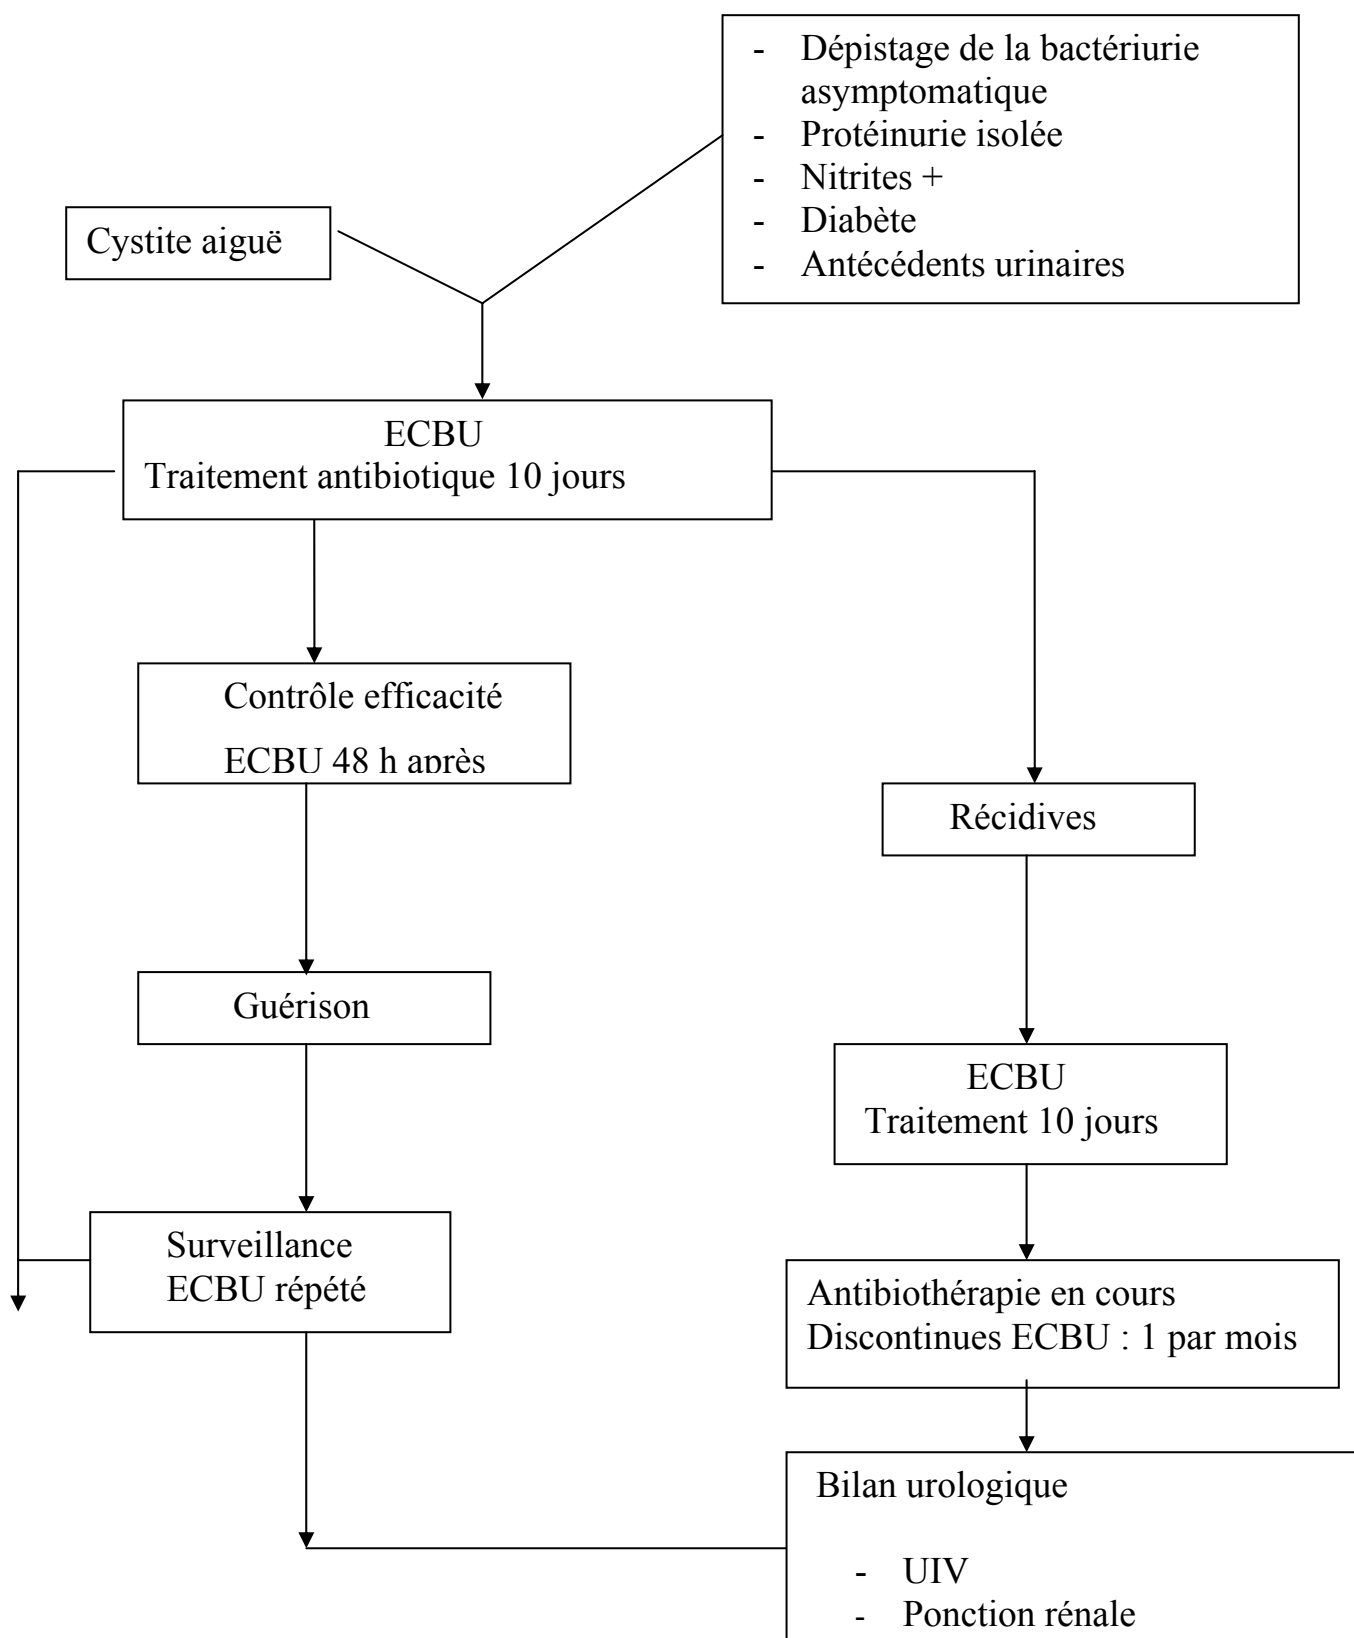 - Dépistage de la bactériurie
asymptomatique
- Protéinurie isolée
- Nitrites +
- Diabète
- Antécédents urinaires
Cystite aiguë
ECBU
Traitement antibiotique 10 jours
Contrôle efficacité
ECBU 48 h après
Récidives
Guérison
ECBU
Traitement 10 jours
Surveillance
ECBU répété
Antibiothérapie en cours
Discontinues ECBU : 1 par mois
Bilan urologique
- UIV
- Ponction rénale